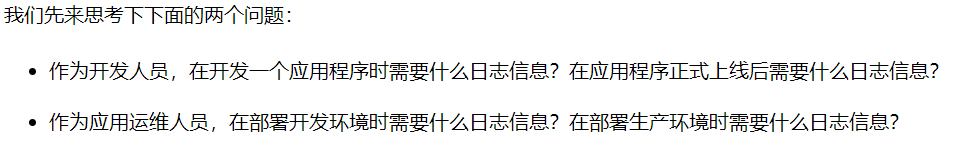 我们先来思考下下面的两个问题：
• 作为开发人员，在开发一个应用程序时需要什么日志信息？在应用程序正式上线后需要什么日志信息？
• 作为应用运维人员，在部署开发环境时需要什么日志信息？在部署生产环境时需要什么日志信息？